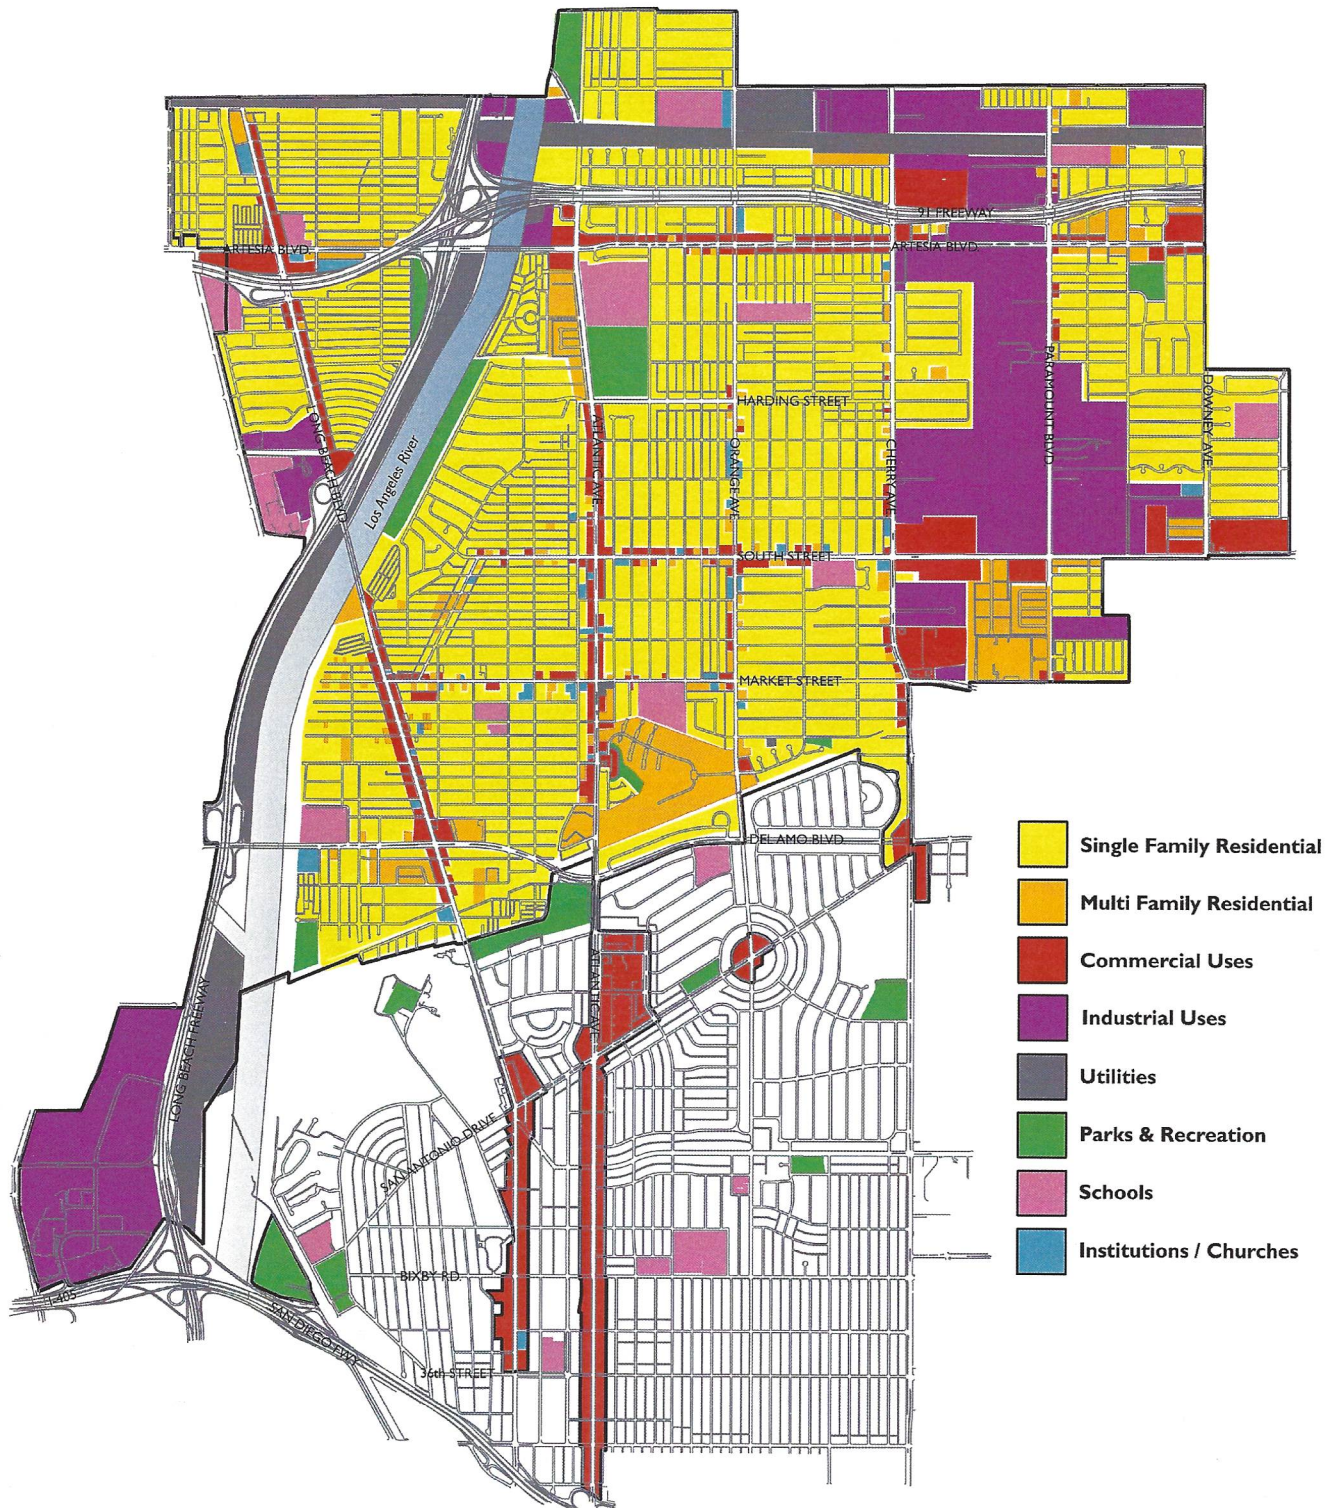 91 FREEWAY
ARTESIA BLVD.
ARTESIA BLVD.
PARAMOUNT BLVD.
DOWNEY AVE.
HARDING STREET
LONG BEACH BLVD.
Los Angeles River
ATLANTIC AVE.
ORANGE AVE.
CHERRY AVE.
SOUTH STREET
MARKET STREET
DEL AMO BLVD.
Single Family Residential
Multi Family Residential
Commercial Uses
Industrial Uses
Utilities
Parks & Recreation
Schools
Institutions / Churches
ATLANTIC AVE.
LONG BEACH FREEWAY
SAN ANTONIO DRIVE
BIXBY RD.
I-405
SAN DIEGO FWY
36th STREET